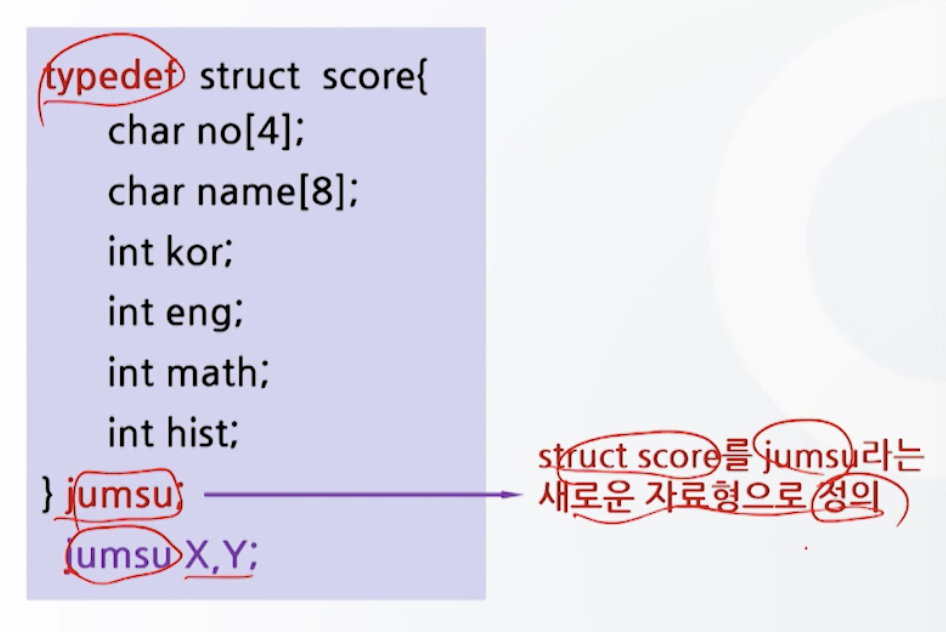 typedef struct score{
char no[4];
char name[8];
int kor;
int eng;
int math;
int hist;
} jumsu;
struct score를 jumsu라는
새로운 자료형으로 정의
jumsu X,Y;